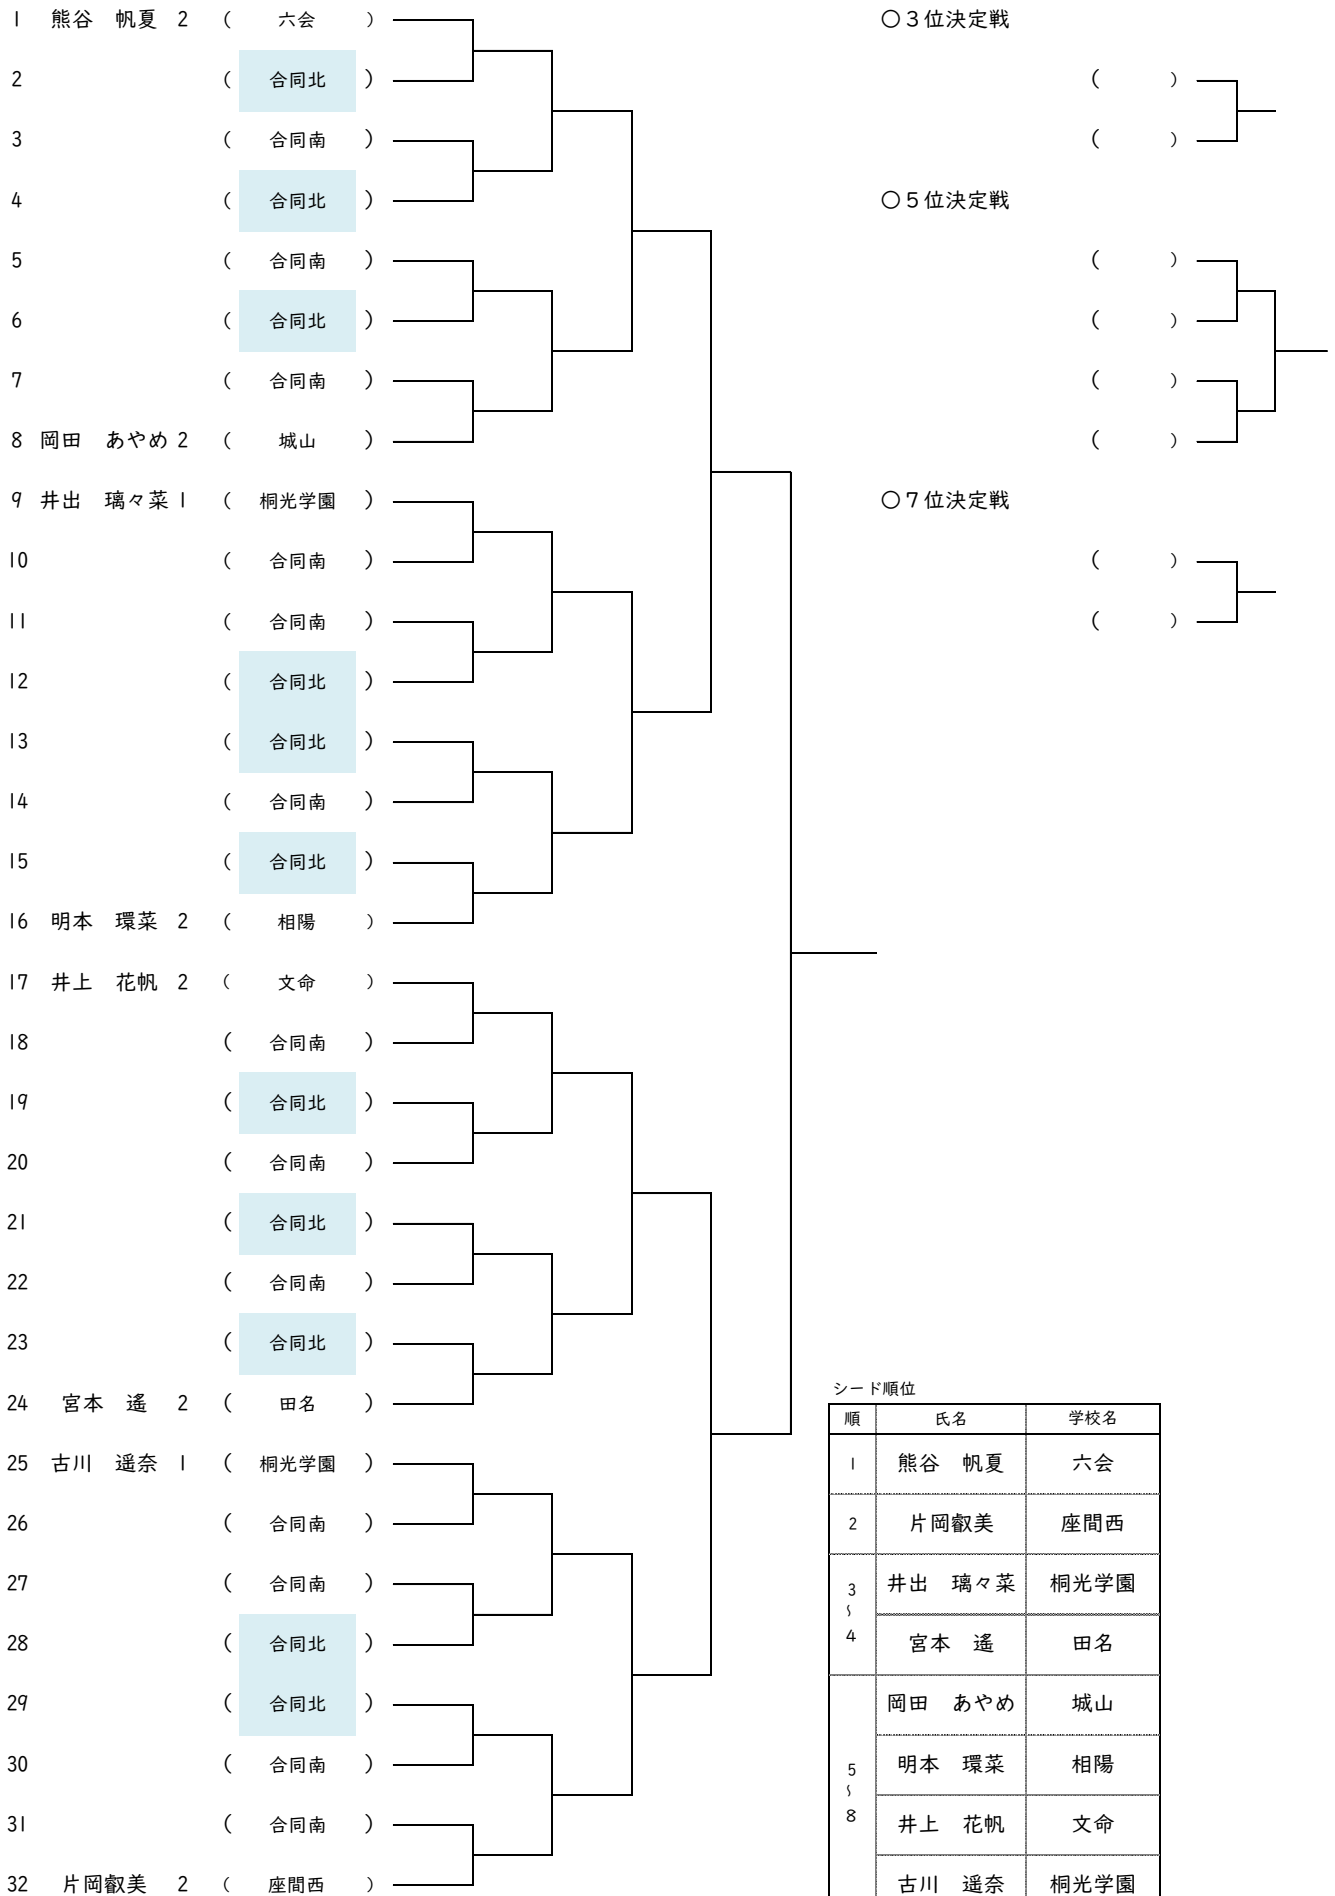 1 熊谷 帆夏 2 ( 六会 ) 〇３位決定戦
2 ( 合同北 ) ( )
3 ( 合同南 ) ( )
4 ( 合同北 ) 〇５位決定戦
5 ( 合同南 ) ( )
6 ( 合同北 ) ( )
7 ( 合同南 ) ( )
8 岡田 あやめ 2 ( 城山 ) ( )
9 井出 璃々菜 1 ( 桐光学園 ) 〇７位決定戦
10 ( 合同南 ) ( )
11 ( 合同南 ) ( )
12 ( 合同北 )
13 ( 合同北 )
14 ( 合同南 )
15 ( 合同北 )
16 明本 環菜 2 ( 相陽 )
17 井上 花帆 2 ( 文命 )
18 ( 合同南 )
19 ( 合同北 )
20 ( 合同南 )
21 ( 合同北 )
22 ( 合同南 )
23 ( 合同北 )
24 宮本 遙 2 ( 田名 )
25 古川 遥奈 1 ( 桐光学園 )
26 ( 合同南 )
27 ( 合同南 )
28 ( 合同北 )
29 ( 合同北 )
30 ( 合同南 )
31 ( 合同南 )
32 片岡叡美 2 ( 座間西 )
シード順位
順 氏名 学校名
1 熊谷 帆夏 六会
2 片岡叡美 座間西
3〜4 井出 璃々菜 桐光学園
宮本 遙 田名
5〜8 岡田 あやめ 城山
明本 環菜 相陽
井上 花帆 文命
古川 遥奈 桐光学園